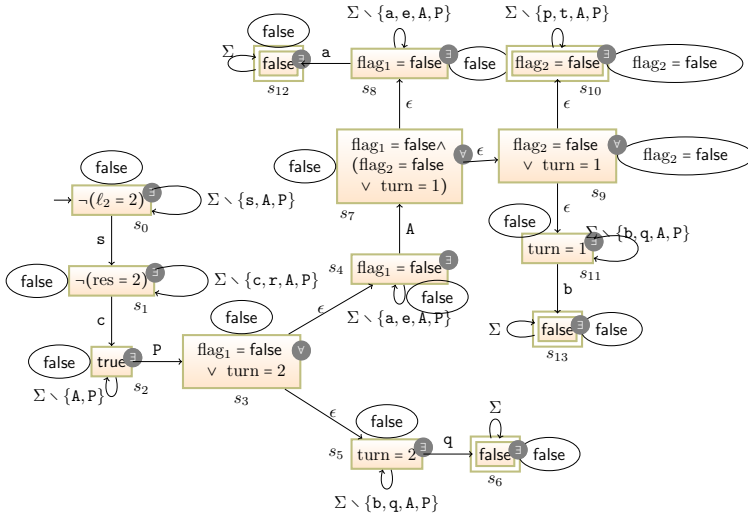 Σ ∖ {a, e, A, P}
Σ ∖ {p, t, A, P}
false
Σ
false
∃
a
flag₁ = false
∃
false
flag₂ = false
∃
flag₂ = false
s₁₂
s₈
s₁₀
ϵ
ϵ
false
flag₁ = false∧
(flag₂ = false
∨ turn = 1)
∀
ϵ
flag₂ = false
∨ turn = 1
∀
flag₂ = false
s₇
s₉
false
¬(ℓ₂ = 2)
∃
Σ ∖ {s, A, P}
s₀
s
A
ϵ
false
turn = 1
∃
Σ ∖ {b, q, A, P}
s₁₁
false
¬(res = 2)
∃
Σ ∖ {c, r, A, P}
s₁
s₄
flag₁ = false
∃
false
Σ ∖ {a, e, A, P}
b
c
ϵ
false
Σ
false
∃
false
s₁₃
false
true
∃
P
flag₁ = false
∨ turn = 2
∀
Σ ∖ {A, P}
s₂
s₃
ϵ
false
Σ
s₅
turn = 2
∃
q
false
∃
false
s₆
Σ ∖ {b, q, A, P}